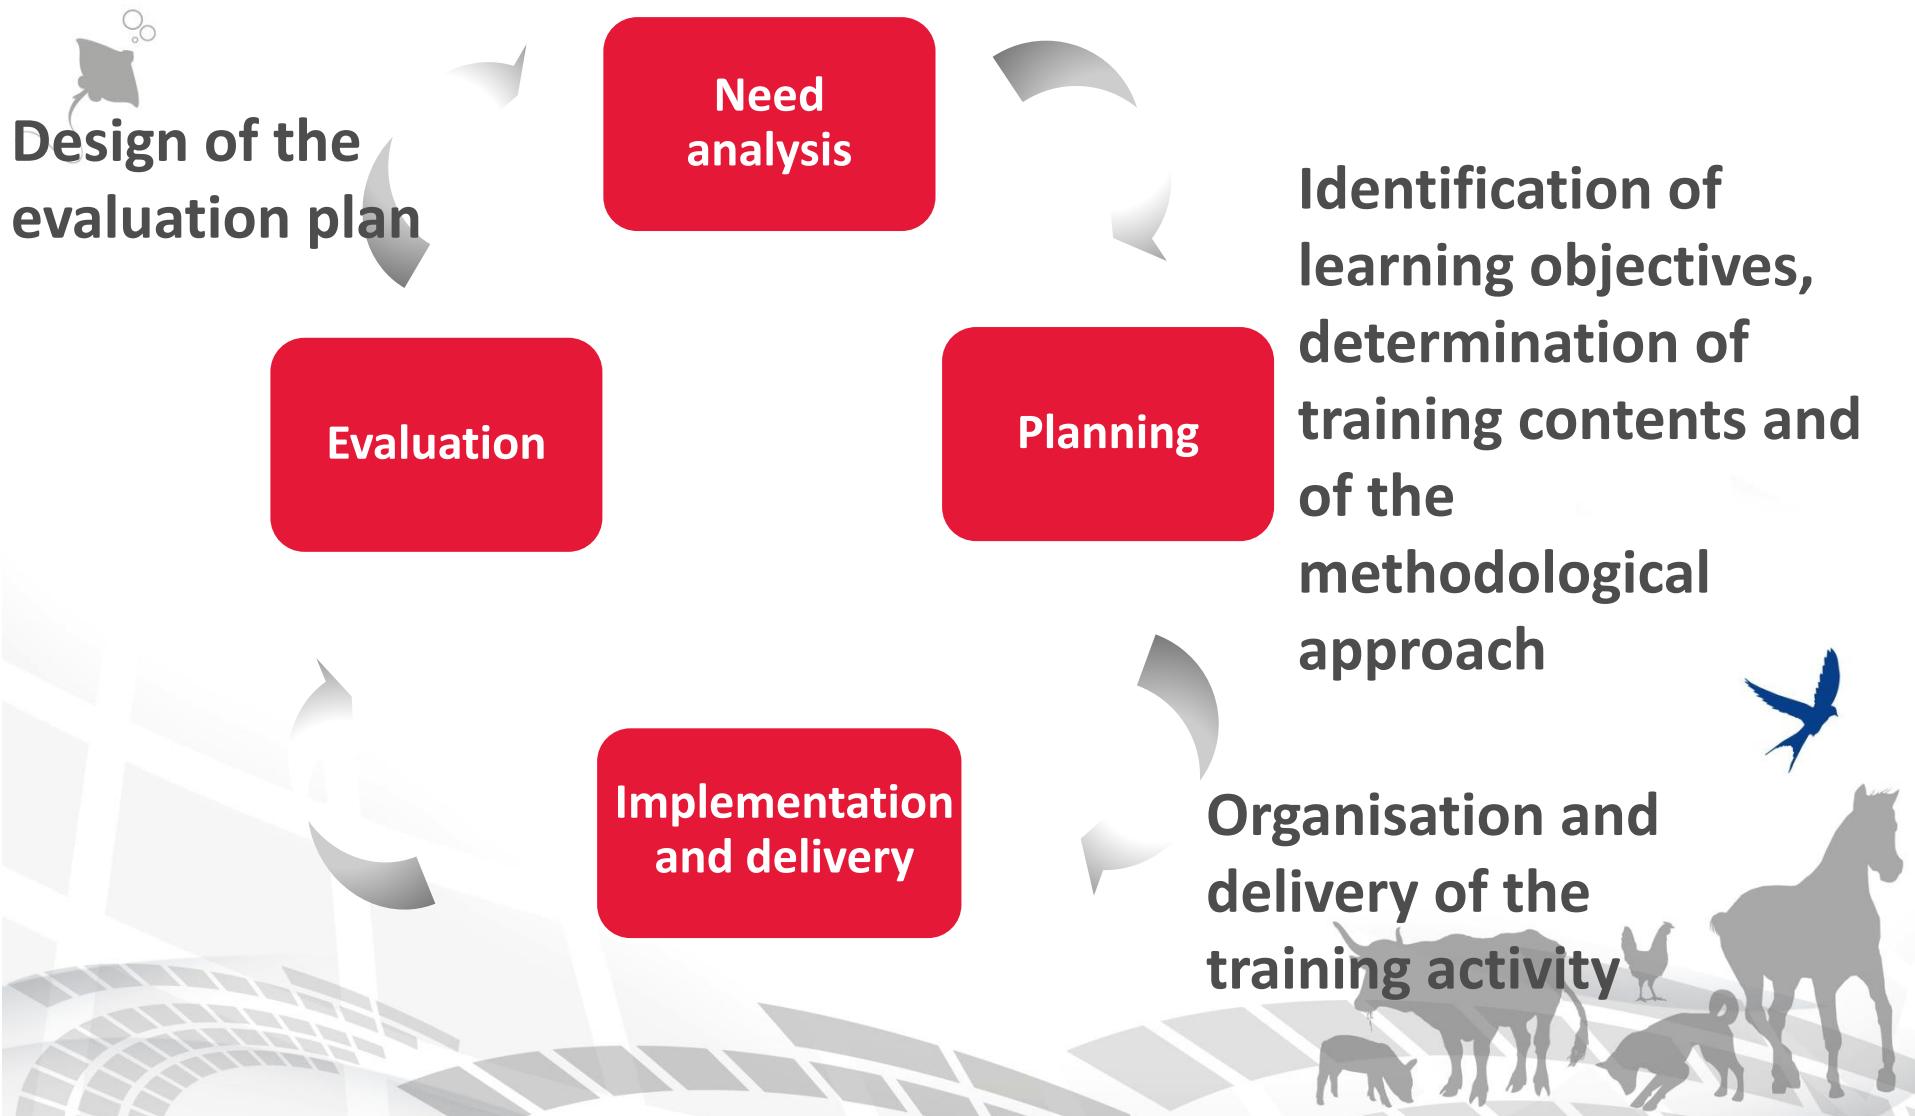 Need
analysis
Design of the
evaluation plan
Identification of
learning objectives,
determination of
training contents and
of the
methodological
approach
Evaluation
Planning
Implementation
and delivery
Organisation and
delivery of the
training activity